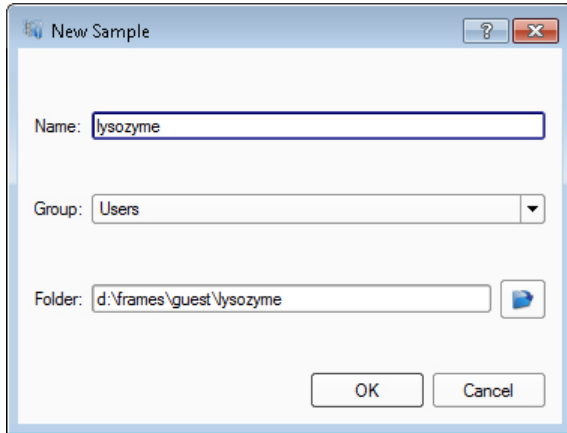 New Sample
?
Name: lysozyme
Group: Users
Folder: d:\frames\guest\lysozyme
OK Cancel